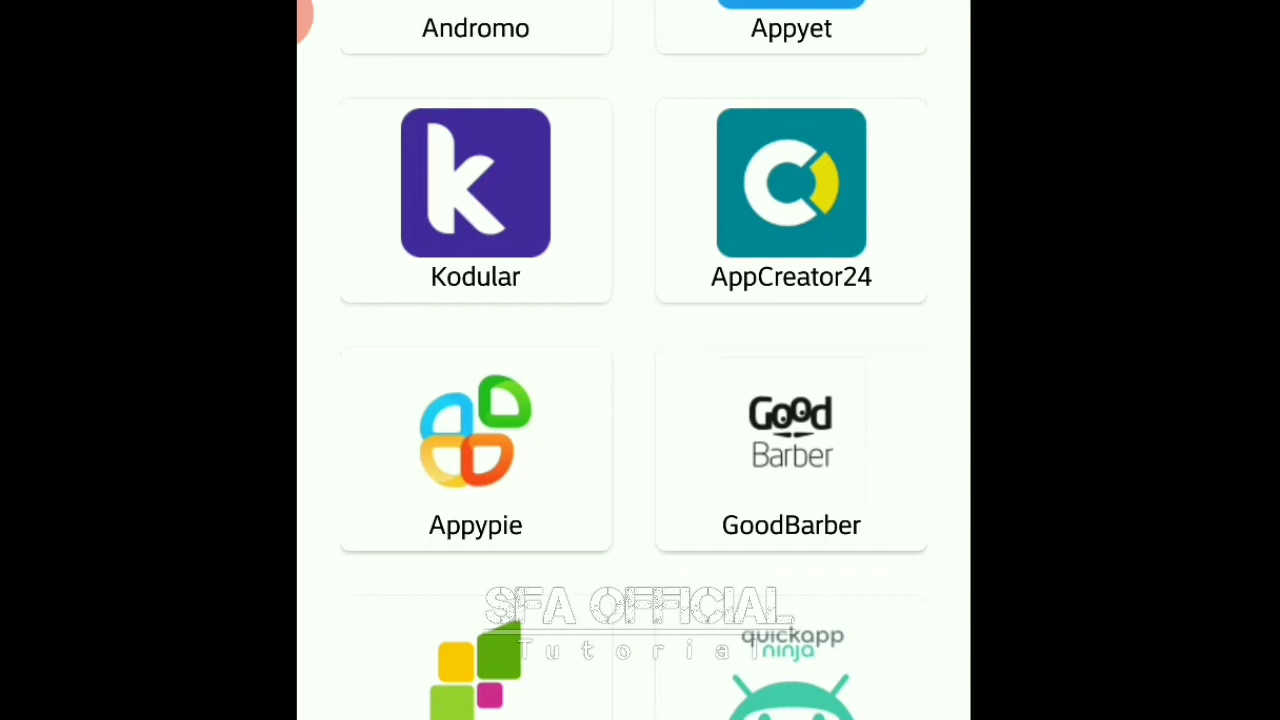 Andromo
Appyet
Kodular
AppCreator24
Good
Barber
Appypie
GoodBarber
SFA OFFICIAL
Tutorial
quickapp
ninja